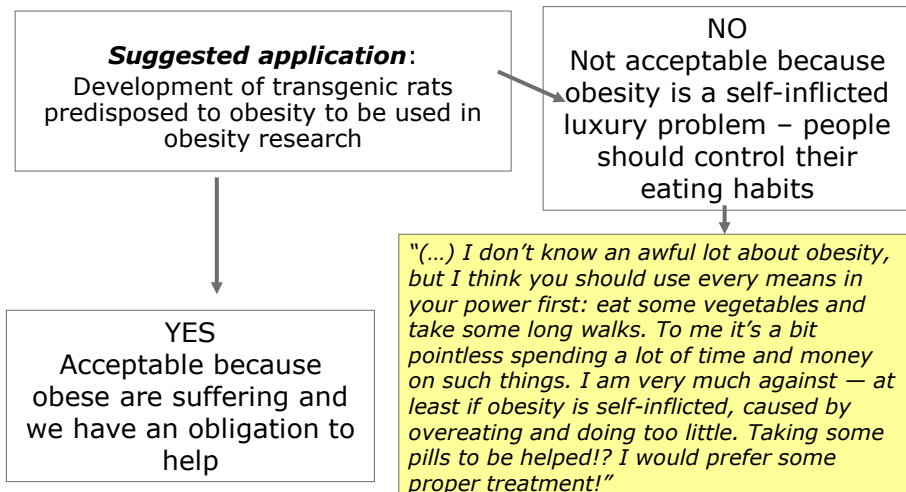 Suggested application:
Development of transgenic rats
predisposed to obesity to be used in
obesity research
NO
Not acceptable because
obesity is a self-inflicted
luxury problem – people
should control their
eating habits
YES
Acceptable because
obese are suffering and
we have an obligation to
help
“(…) I don’t know an awful lot about obesity,
but I think you should use every means in
your power first: eat some vegetables and
take some long walks. To me it’s a bit
pointless spending a lot of time and money
on such things. I am very much against — at
least if obesity is self-inflicted, caused by
overeating and doing too little. Taking some
pills to be helped!? I would prefer some
proper treatment!”